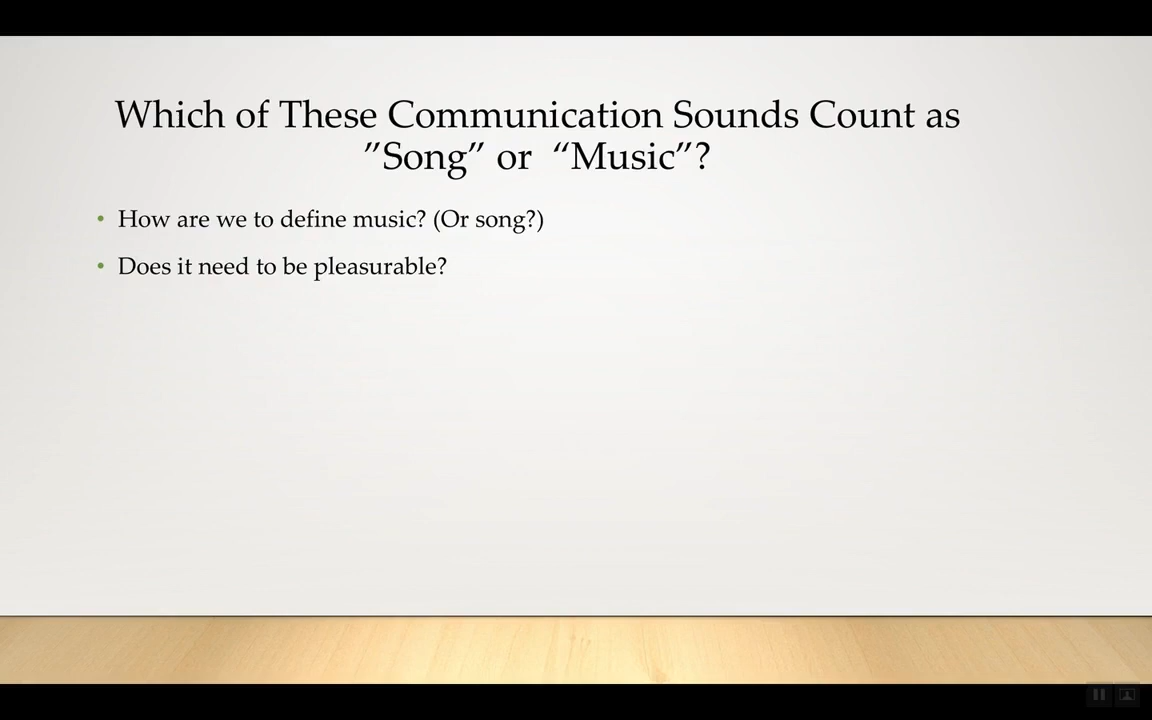 Which of These Communication Sounds Count as
”Song” or  “Music”?
• How are we to define music? (Or song?)
• Does it need to be pleasurable?